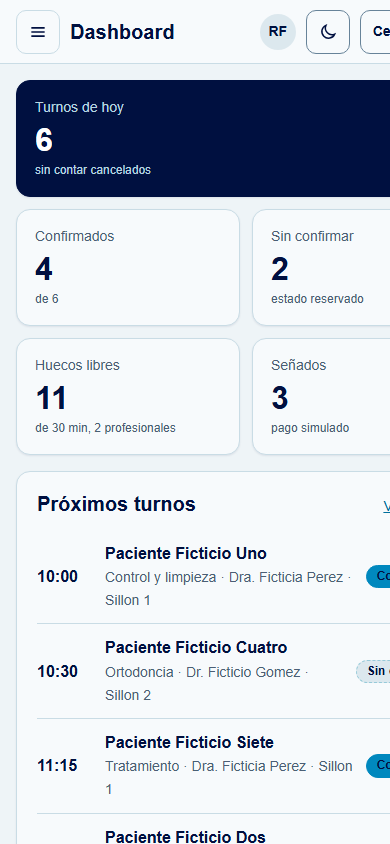 Dashboard
RF
Turnos de hoy
6
sin contar cancelados
Confirmados
4
de 6
Sin confirmar
2
estado reservado
Huecos libres
11
de 30 min, 2 profesionales
Señados
3
pago simulado
Próximos turnos
10:00
Paciente Ficticio Uno
Control y limpieza · Dra. Ficticia Perez ·
Sillon 1
10:30
Paciente Ficticio Cuatro
Ortodoncia · Dr. Ficticio Gomez ·
Sillon 2
Sin
11:15
Paciente Ficticio Siete
Tratamiento · Dra. Ficticia Perez · Sillon
1
Paciente Ficticio Dos